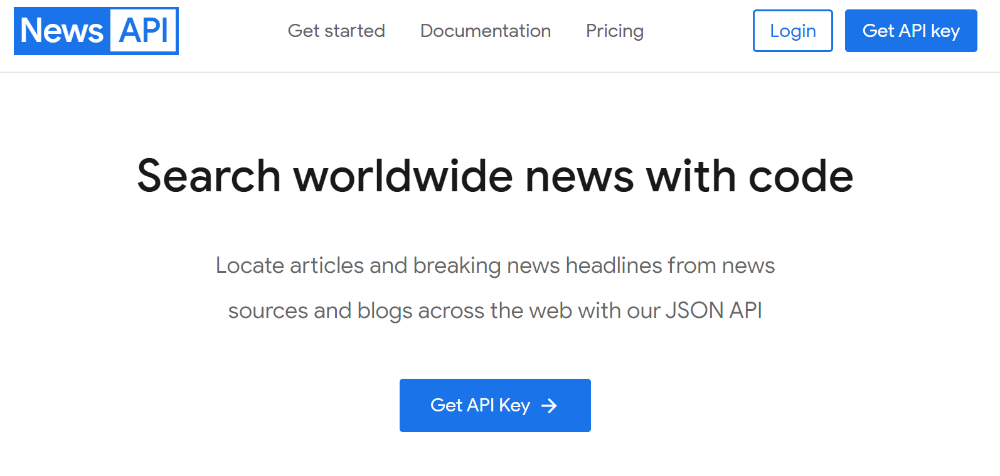 News API
Get started
Documentation
Pricing
Login
Get API key
Search worldwide news with code
Locate articles and breaking news headlines from news
sources and blogs across the web with our JSON API
Get API Key →